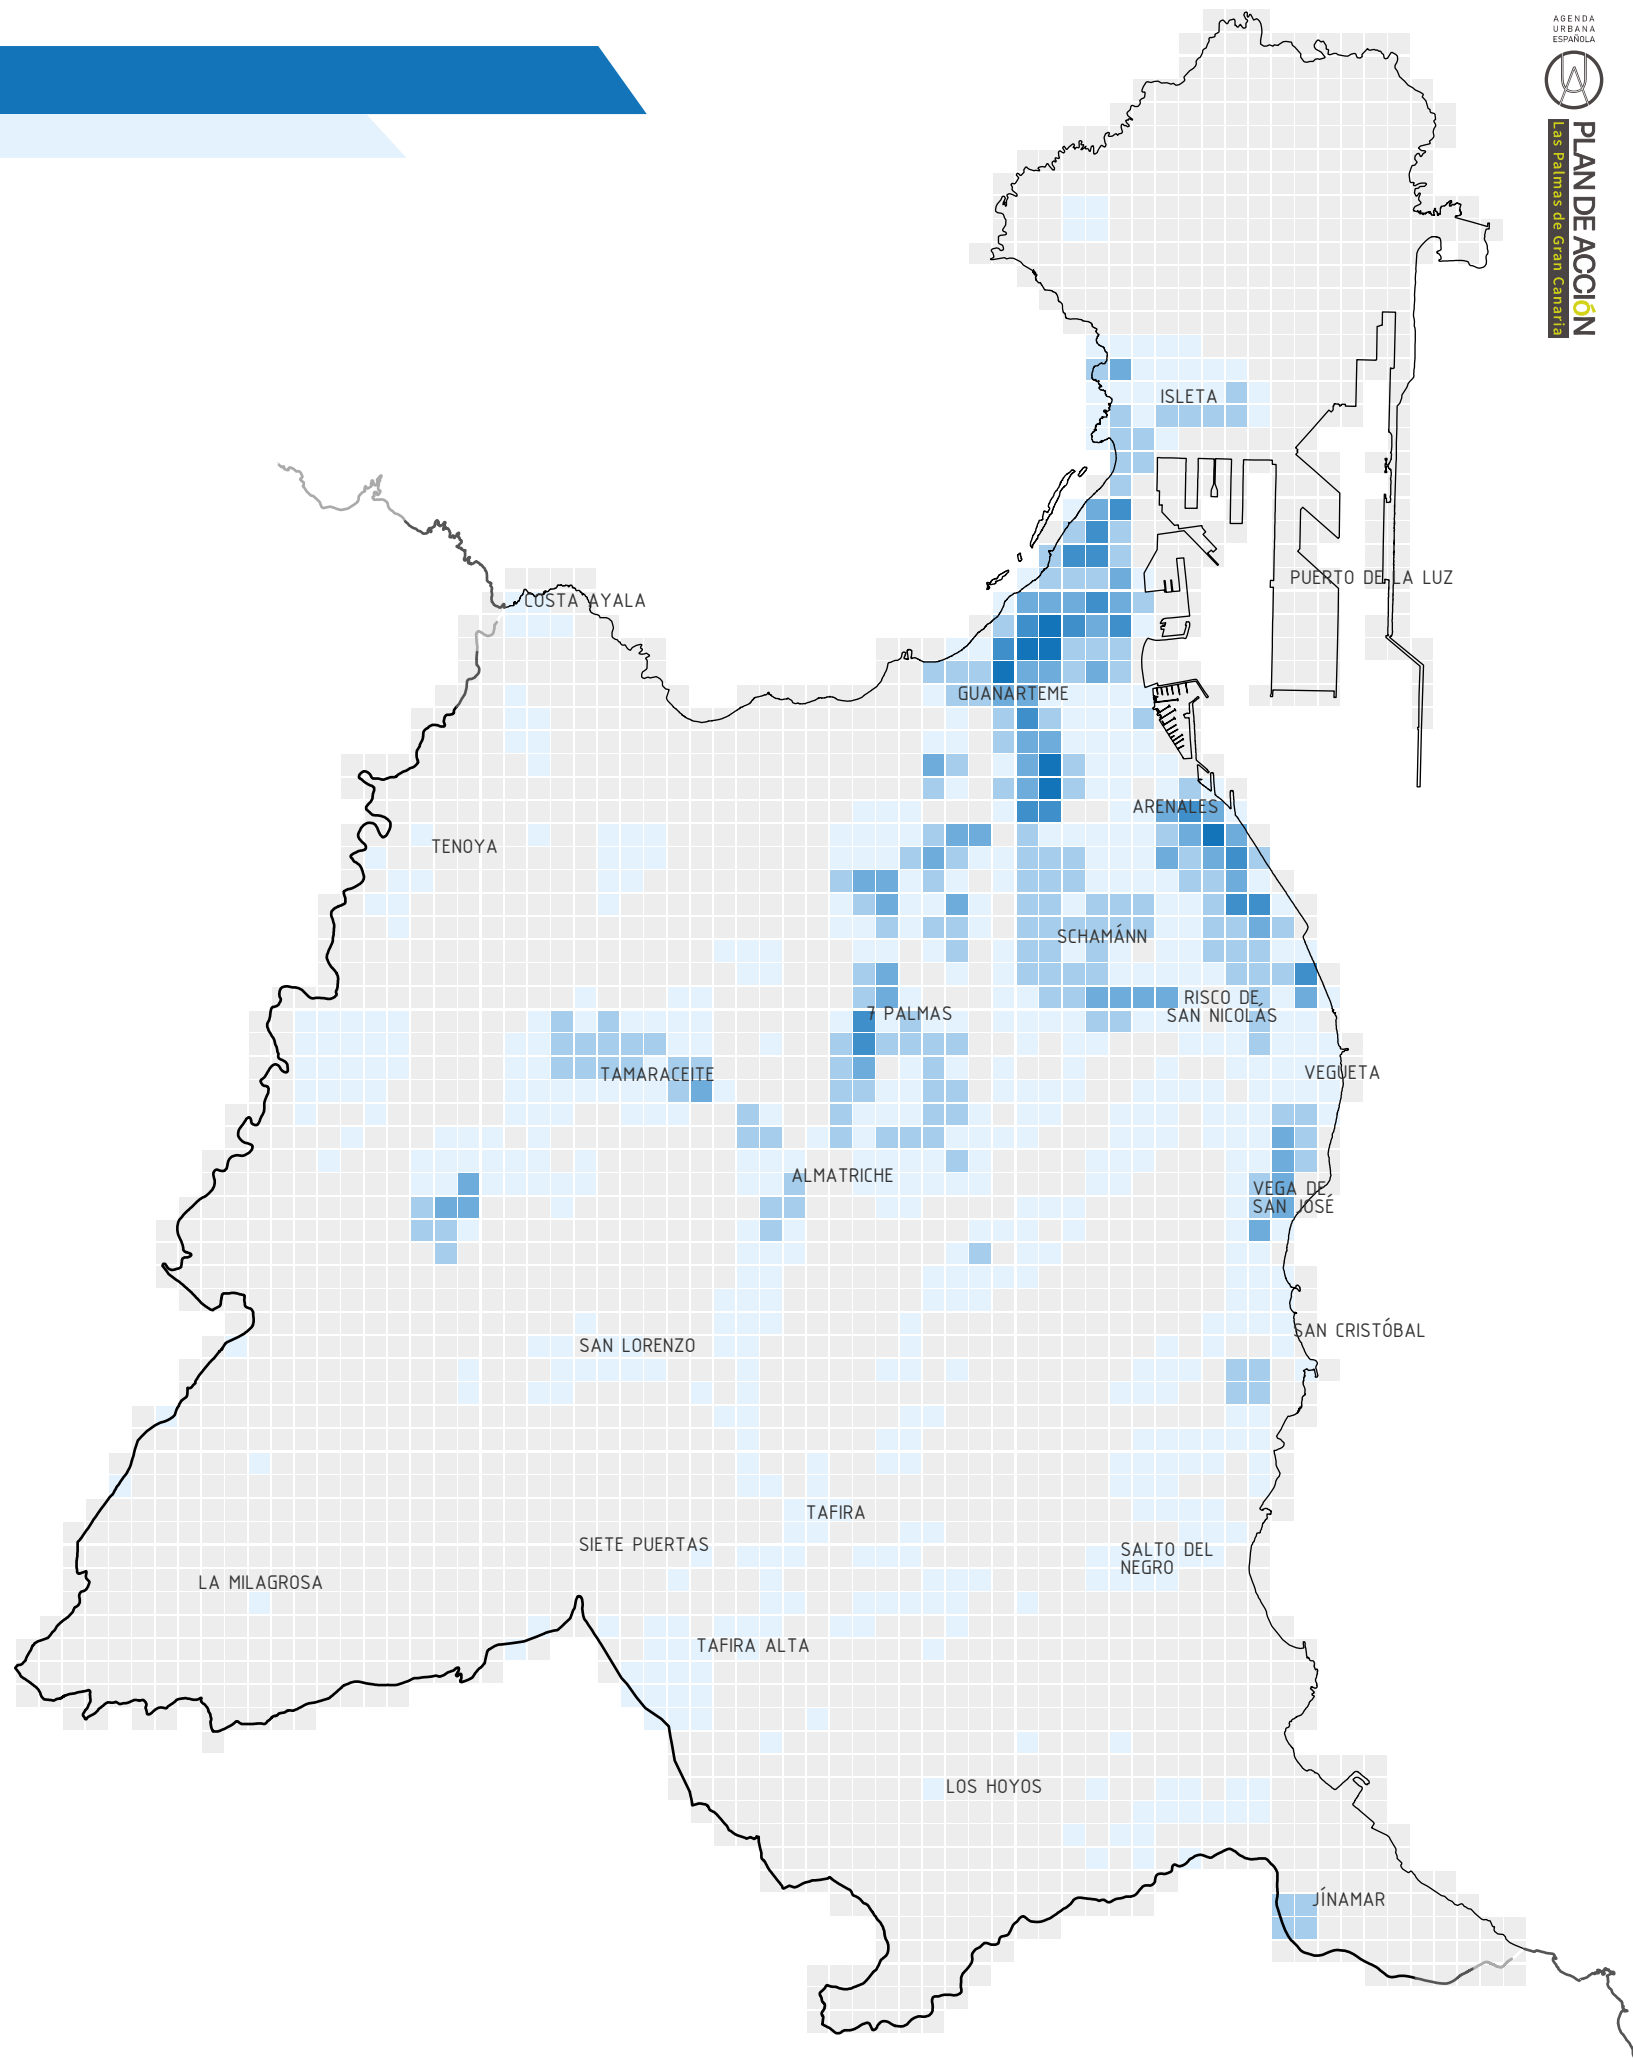 AGENDA
URBANA
ESPAÑOLA
PLAN DE ACCIÓN
Las Palmas de Gran Canaria
ISLETA
PUERTO DE LA LUZ
COSTA AYALA
GUANARTEME
ARENALES
TENOYA
SCHAMÁNN
RISCO DE
SAN NICOLÁS
7 PALMAS
TAMARACEITE
VEGUETA
ALMATRICHE
VEGA DE
SAN JOSÉ
SAN CRISTÓBAL
SAN LORENZO
TAFIRA
SIETE PUERTAS
SALTO DEL
NEGRO
LA MILAGROSA
TAFIRA ALTA
LOS HOYOS
JÍNAMAR